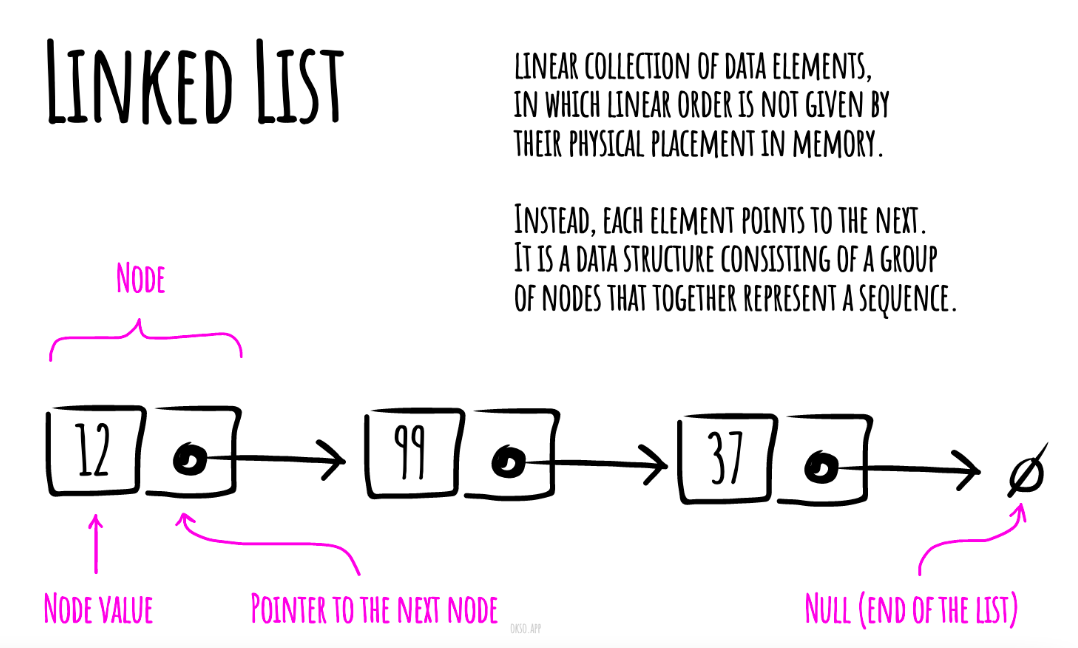 Linked List
Linear collection of data elements,
in which linear order is not given by
their physical placement in memory.
Instead, each element points to the next.
It is a data structure consisting of a group
of nodes that together represent a sequence.
Node
12
99
37
Ø
Node value
Pointer to the next node
Null (end of the list)
okso.app